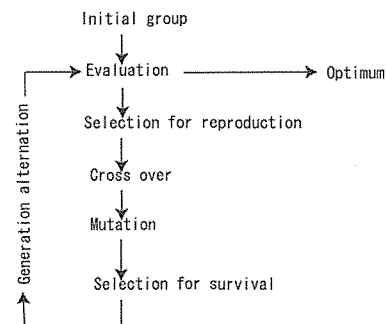 Initial group
Evaluation
Optimum
Selection for reproduction
Cross over
Mutation
Selection for survival
Generation alternation